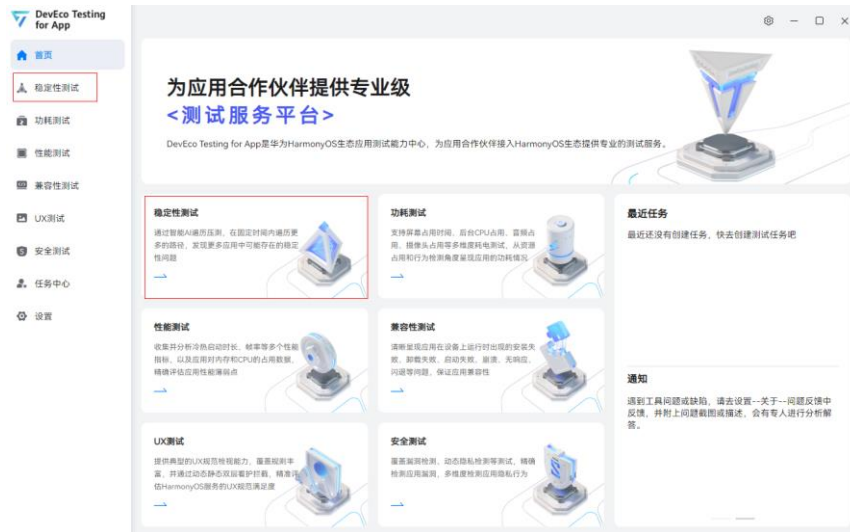 DevEco Testing
for App
首页
稳定性测试
功耗测试
性能测试
兼容性测试
UX测试
安全测试
任务中心
设置
为应用合作伙伴提供专业级
<测试服务平台>
DevEco Testing for App是华为HarmonyOS生态应用测试能力中心，为应用合作伙伴接入HarmonyOS生态提供专业的测试服务。
稳定性测试
通过智能AI遍历压测，在固定时间内遍历更
多的路径，发现更多应用中可能存在的稳定
性问题
功耗测试
支持屏幕占用时间、后台CPU占用、音频占
用、摄像头占用等多维度耗电测试，从资源
占用和行为检测角度呈现应用的功耗情况
性能测试
收集并分析冷热启动时长、帧率等多个性能
指标，以及应用对内存和CPU的占用数据，
精确评估应用性能薄弱点
兼容性测试
清晰呈现应用在设备上运行时出现的安装失
败、卸载失败、启动失败、崩溃、无响应、
闪退等问题，保证应用兼容性
UX测试
提供典型的UX规范检视能力，覆盖规则丰
富，并通过动态静态双层看护拦截，精准评
估HarmonyOS服务的UX规范满足度
安全测试
覆盖漏洞检测、动态隐私检测等测试，精确
检测应用漏洞，多维度检测应用隐私行为
最近任务
最近还没有创建任务，快去创建测试任务吧
通知
遇到工具问题或缺陷，请去设置--关于--问题反馈中
反馈，并附上问题截图或描述，会有专人进行分析解
答。